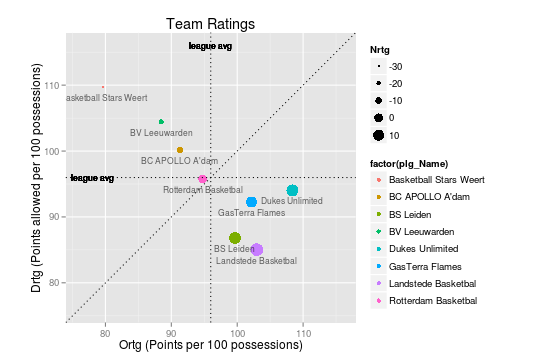 Team Ratings
league avg
Drtg (Points allowed per 100 possessions)
110
100
90
80
asketball Stars Weert
BV Leeuwarden
BC APOLLO A'dam
league avg
Rotterdam Basketbal
Dukes Unlimited
GasTerra Flames
BS Leiden
Landstede Basketbal
80
90
100
110
Ortg (Points per 100 possessions)
Nrtg
-30
-20
-10
0
10
factor(plg_Name)
Basketball Stars Weert
BC APOLLO A'dam
BS Leiden
BV Leeuwarden
Dukes Unlimited
GasTerra Flames
Landstede Basketbal
Rotterdam Basketbal